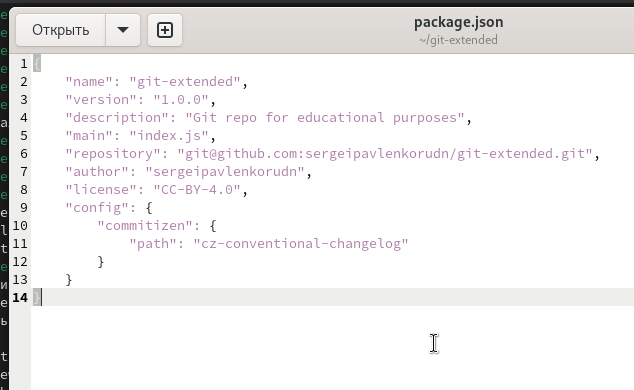 Открыть
package.json
~/git-extended
1 {
2 "name": "git-extended",
3 "version": "1.0.0",
4 "description": "Git repo for educational purposes",
5 "main": "index.js",
6 "repository": "git@github.com:sergeipavlenkorudn/git-extended.git",
7 "author": "sergeipavlenkorudn",
8 "license": "CC-BY-4.0",
9 "config": {
10 "commitizen": {
11 "path": "cz-conventional-changelog"
12 }
13 }
14 }